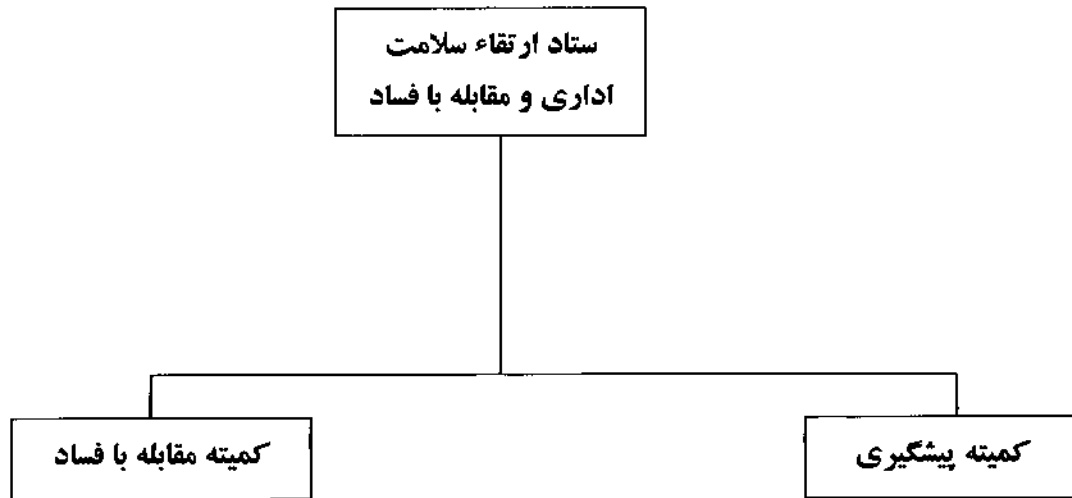 ستاد ارتقاء سلامت
اداری و مقابله با فساد
کمیته پیشگیری
کمیته مقابله با فساد